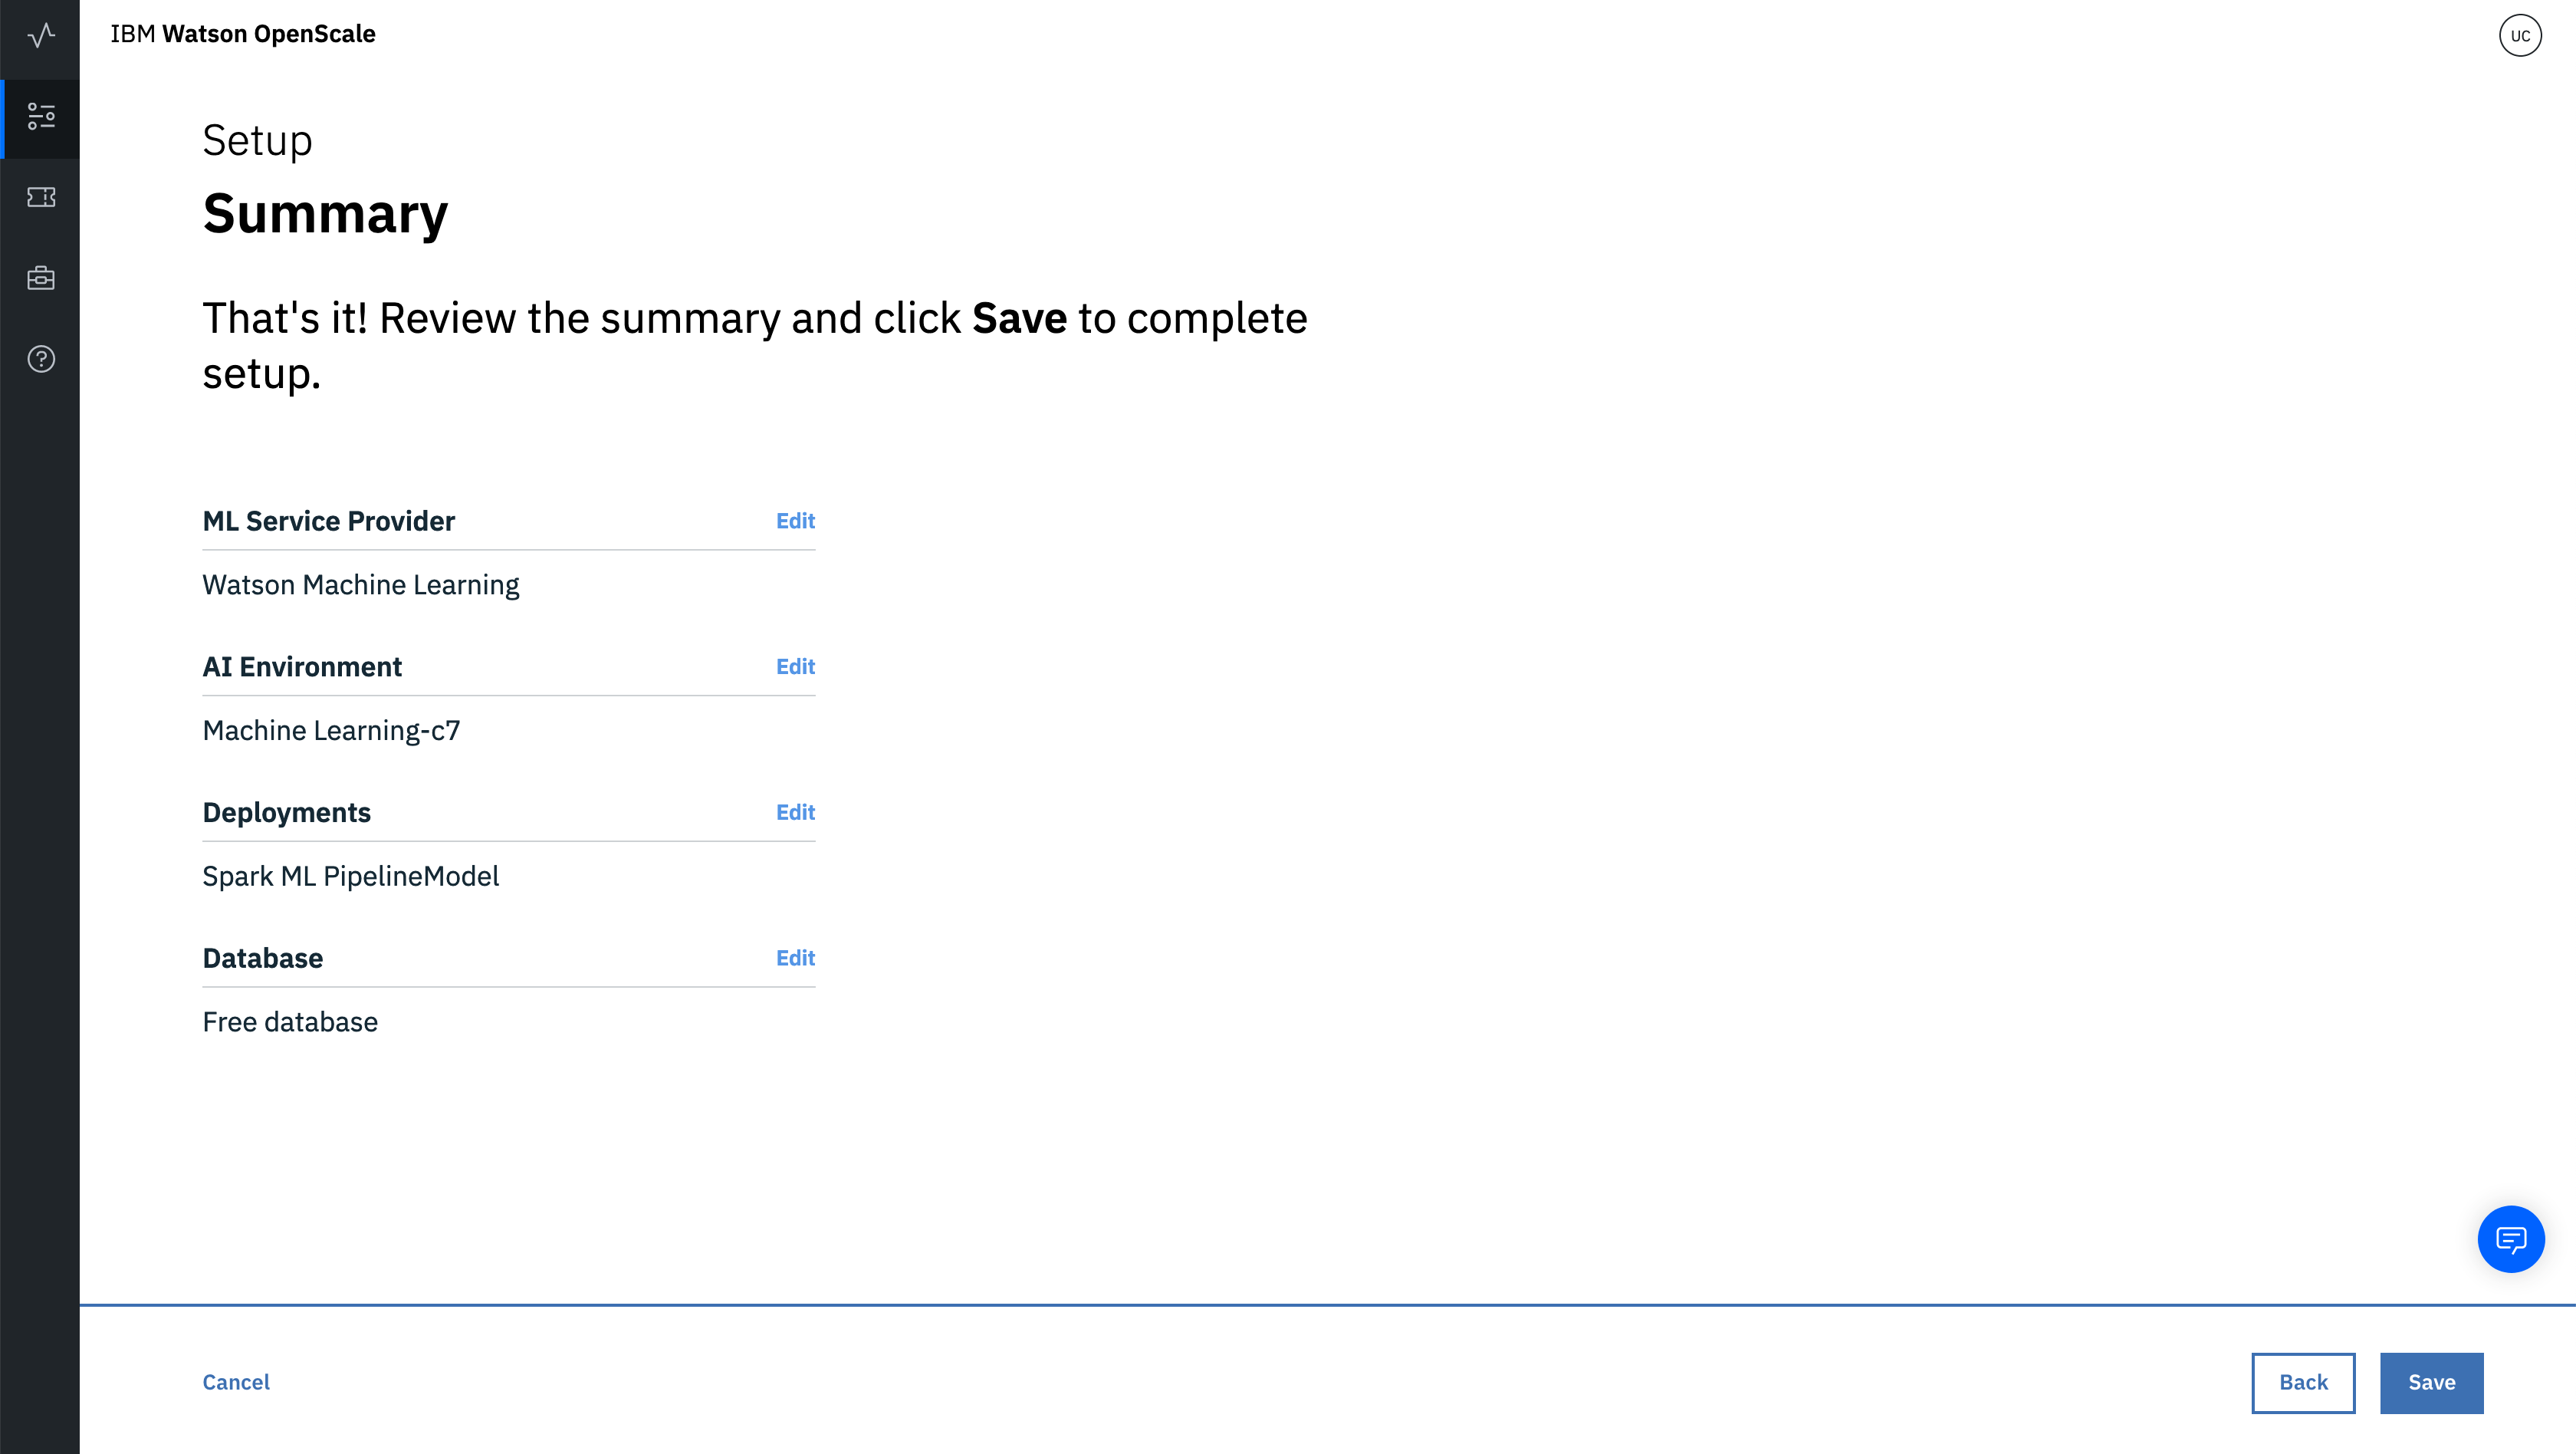 IBM Watson OpenScale
UC
Setup
Summary
That's it! Review the summary and click Save to complete
setup.
ML Service Provider Edit
Watson Machine Learning
AI Environment Edit
Machine Learning-c7
Deployments Edit
Spark ML PipelineModel
Database Edit
Free database
Cancel Back Save